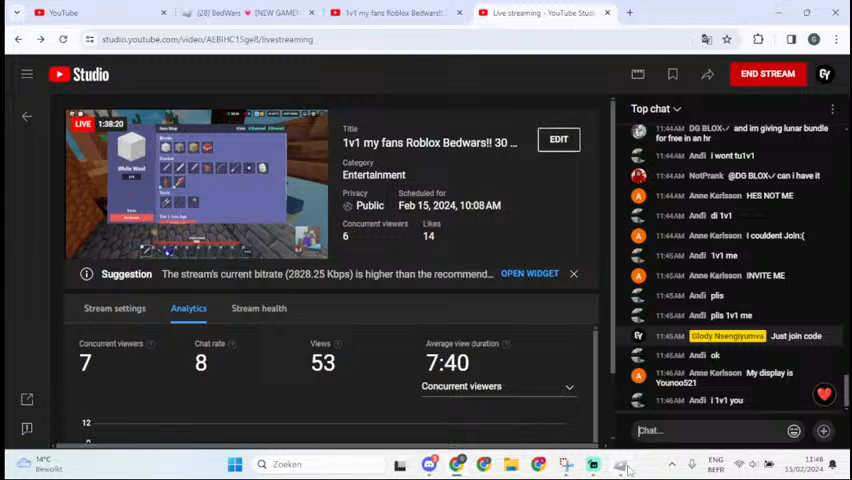 YouTube
(28) BedWars 💗 [NEW GAME!
-1v1 my fans Roblox Bedwars!!
Live streaming - YouTube Studio
studio.youtube.com/video/AEBIHC1Sge8/livestreaming
Studio
END STREAM
GY
LIVE 1:38:20
White Wool
Title
1v1 my fans Roblox Bedwars!! 30 ...
EDIT
Category
Entertainment
Privacy
Public
Scheduled for
Feb 15, 2024, 10:08 AM
Concurrent viewers
6
Likes
14
Suggestion The stream's current bitrate (2828.25 Kbps) is higher than the recommend... OPEN WIDGET
Stream settings Analytics Stream health
Concurrent viewers
7
Chat rate
8
Views
53
Average view duration
7:40
Concurrent viewers
12
Top chat
11:44AM DG BLOX✓ and im giving lunar bundle
for free in an hr
11:44AM Andi i wont tu1v1
11:44AM NotPrank @DG BLOX✓ can i have it
11:44AM Anne Karlsson HES NOT ME
11:44AM Andi di 1v1
11:44AM Anne Karlsson I couldent Join:(
11:45AM Andi 1v1 me
11:45AM Anne Karlsson INVITE ME
11:45AM Andi plis
11:45AM Andi plis 1v1 me
11:45AM Glody Nsengiyumva Just join code
11:45AM Andi ok
11:46AM Anne Karlsson My display is
Younoo521
11:46AM Andi i 1v1 you
Chat...
14°C
Bewolkt
Zoeken
ENG
BEFR
11:46
15/02/2024